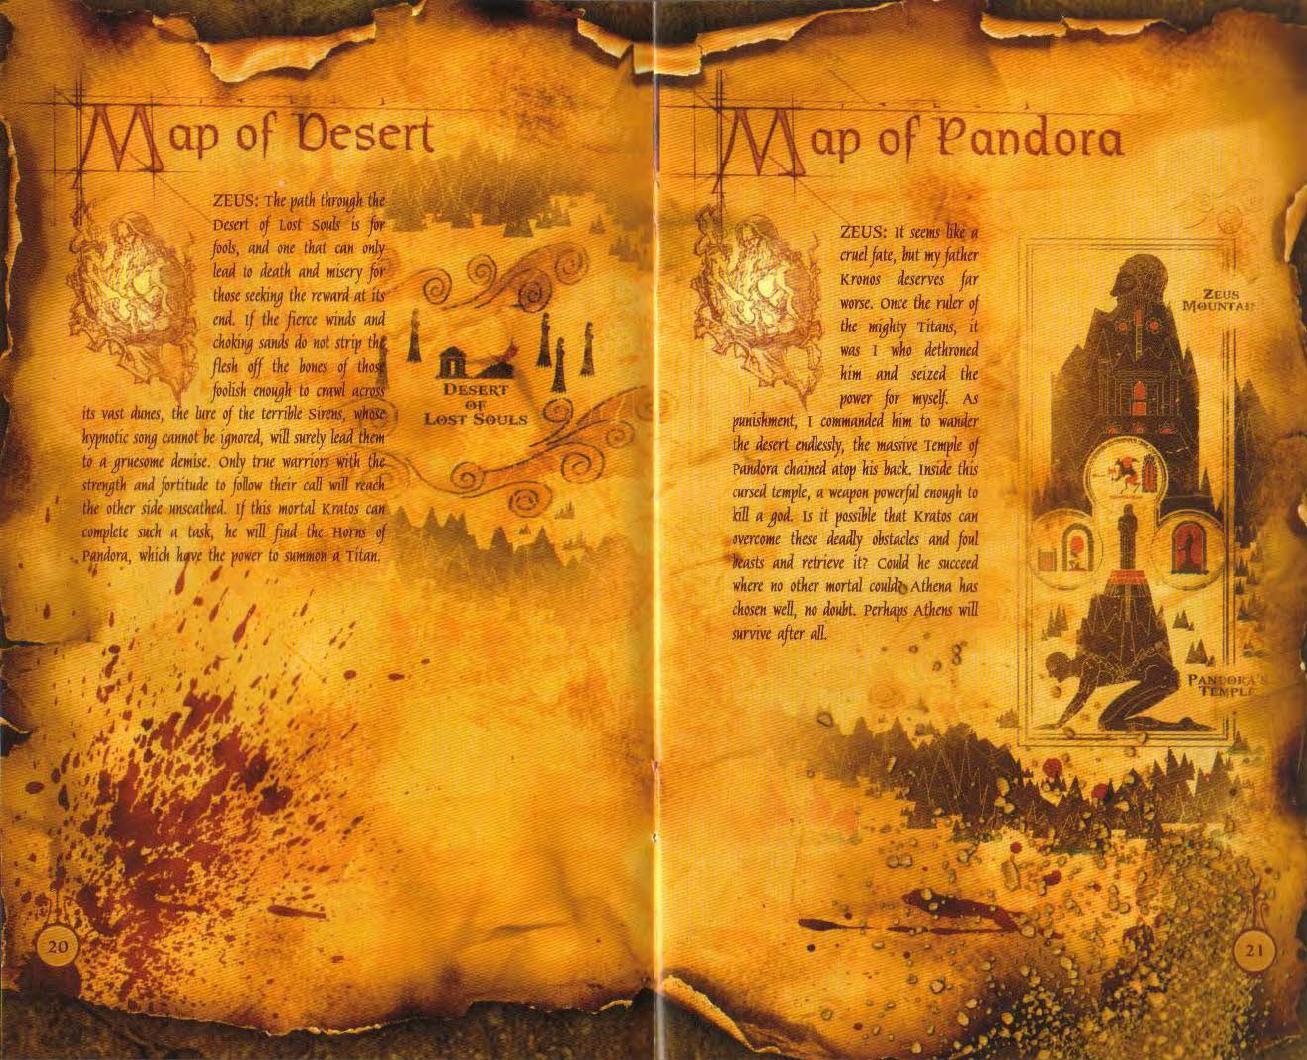 Map of Desert
ZEUS: The path through the
Desert of Lost Souls is for
fools, and one that can only
lead to death and misery for
those seeking the reward at its
end. If the fierce winds and
choking sands do not strip the
flesh off the bones of those
foolish enough to crawl across
its vast dunes, the lure of the terrible Sirens, whose
hypnotic song cannot be ignored, will surely lead them
to a gruesome demise. Only true warriors with the
strength and fortitude to follow their call will reach
the other side unscathed. If this mortal Kratos can
complete such a task, he will find the Horns of
Pandora, which have the power to summon a Titan.
DESERT
OF
LOST SOULS
20
Map of Pandora
ZEUS: It seems like a
cruel fate, but my father
Kronos deserves far
worse. Once the ruler of
the mighty Titans, it
was I who dethroned
him and seized the
power for myself. As
punishment, I commanded him to wander
the desert endlessly, the massive Temple of
Pandora chained atop his back. Inside this
cursed temple, a weapon powerful enough to
kill a god. Is it possible that Kratos can
overcome these deadly obstacles and foul
beasts and retrieve it? Could he succeed
where no other mortal could? Athena has
chosen well, no doubt. Perhaps Athens will
survive after all.
ZEUS
MOUNTAIN
PANDORA'S
TEMPLE
21